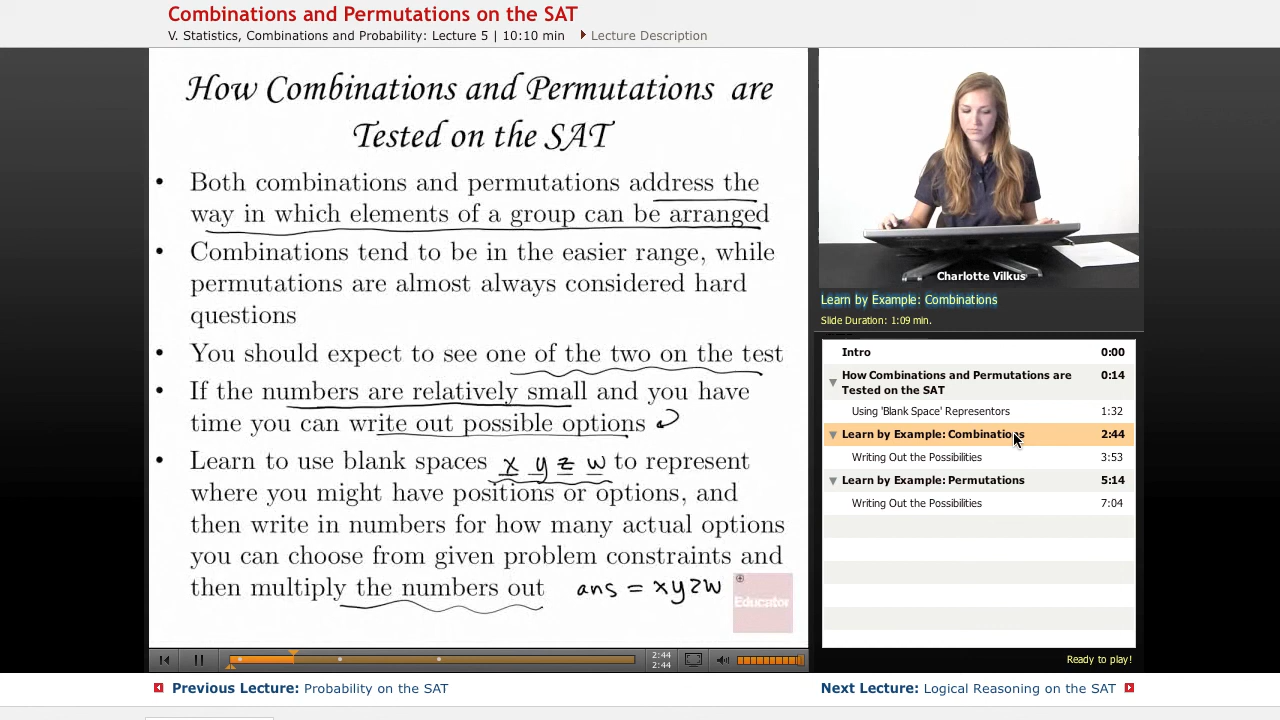 Combinations and Permutations on the SAT
V. Statistics, Combinations and Probability: Lecture 5 | 10:10 min
Lecture Description
How Combinations and Permutations are
Tested on the SAT
• Both combinations and permutations address the
way in which elements of a group can be arranged
• Combinations tend to be in the easier range, while
permutations are almost always considered hard
questions
• You should expect to see one of the two on the test
• If the numbers are relatively small and you have
time you can write out possible options
• Learn to use blank spaces x y z w to represent
where you might have positions or options, and
then write in numbers for how many actual options
you can choose from given problem constraints and
then multiply the numbers out ans = xyzw
Educator
2:44
2:44
Charlotte Vilkus
Learn by Example: Combinations
Slide Duration: 1:09 min.
Intro 0:00
How Combinations and Permutations are 0:14
Tested on the SAT
Using 'Blank Space' Representors 1:32
Learn by Example: Combinations 2:44
Writing Out the Possibilities 3:53
Learn by Example: Permutations 5:14
Writing Out the Possibilities 7:04
Ready to play!
Previous Lecture: Probability on the SAT
Next Lecture: Logical Reasoning on the SAT